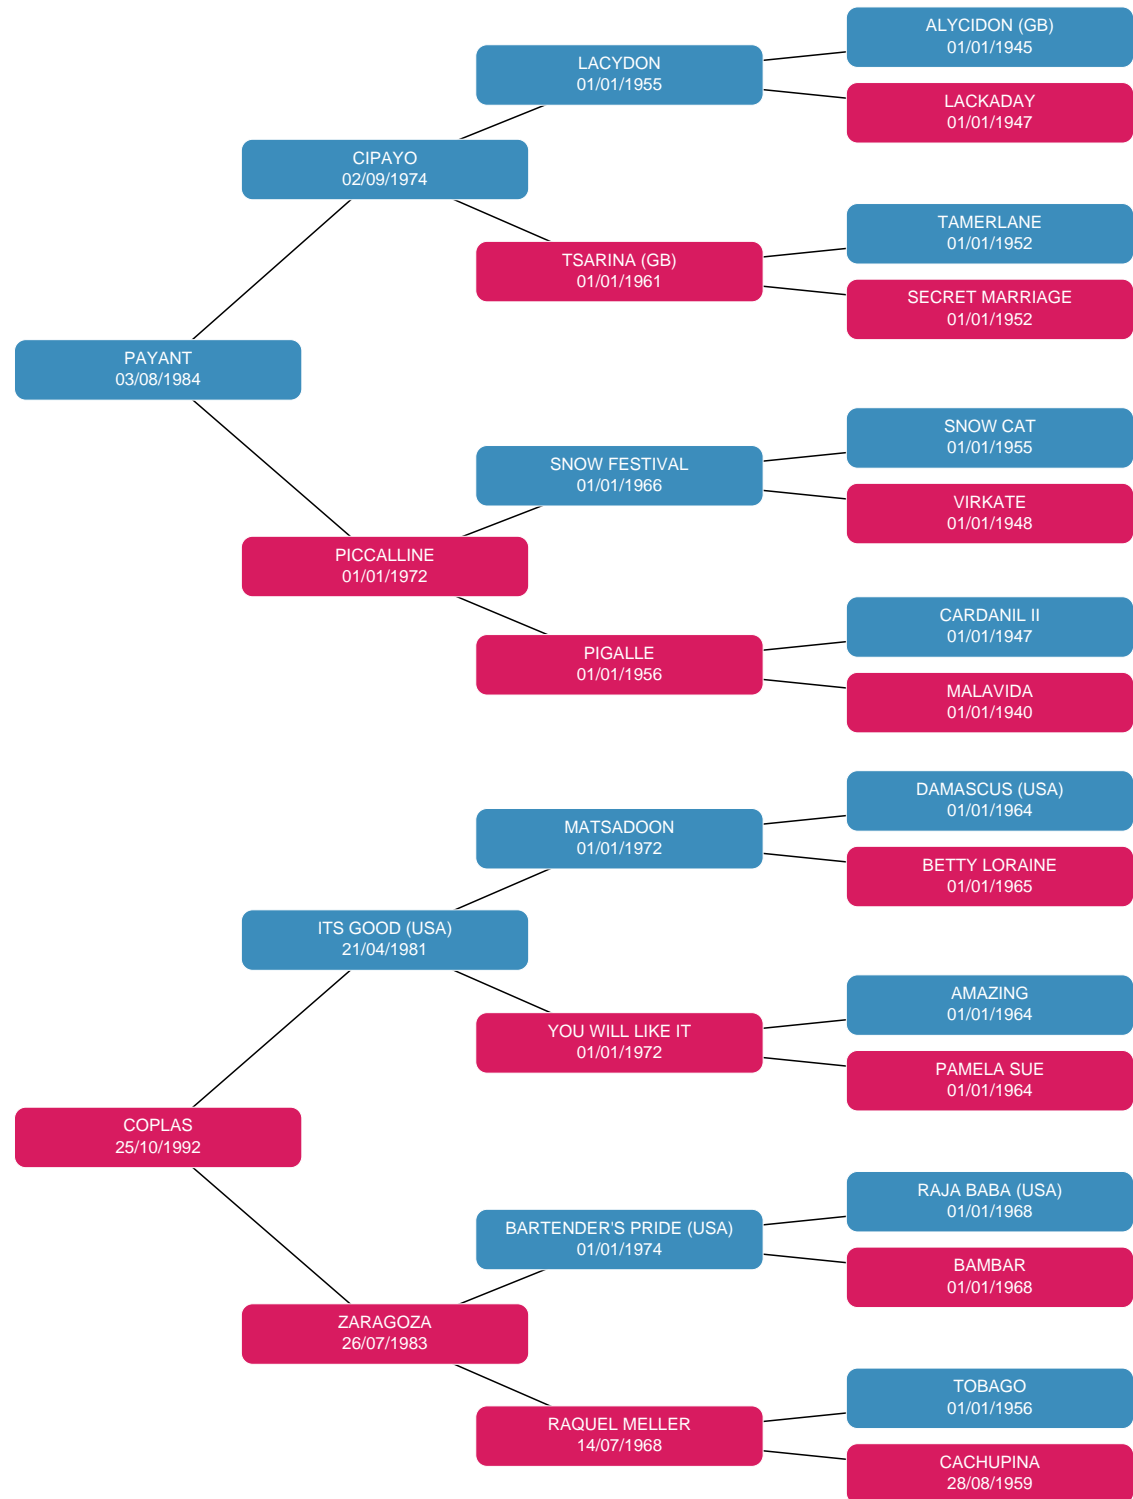 ALYCIDON (GB)
01/01/1945
LACYDON
01/01/1955
LACKADAY
01/01/1947
CIPAYO
02/09/1974
TAMERLANE
01/01/1952
TSARINA (GB)
01/01/1961
SECRET MARRIAGE
01/01/1952
PAYANT
03/08/1984
SNOW CAT
01/01/1955
SNOW FESTIVAL
01/01/1966
VIRKATE
01/01/1948
PICCALLINE
01/01/1972
CARDANIL II
01/01/1947
PIGALLE
01/01/1956
MALAVIDA
01/01/1940
DAMASCUS (USA)
01/01/1964
MATSADOON
01/01/1972
BETTY LORAINE
01/01/1965
ITS GOOD (USA)
21/04/1981
AMAZING
01/01/1964
YOU WILL LIKE IT
01/01/1972
PAMELA SUE
01/01/1964
COPLAS
25/10/1992
RAJA BABA (USA)
01/01/1968
BARTENDER'S PRIDE (USA)
01/01/1974
BAMBAR
01/01/1968
ZARAGOZA
26/07/1983
TOBAGO
01/01/1956
RAQUEL MELLER
14/07/1968
CACHUPINA
28/08/1959